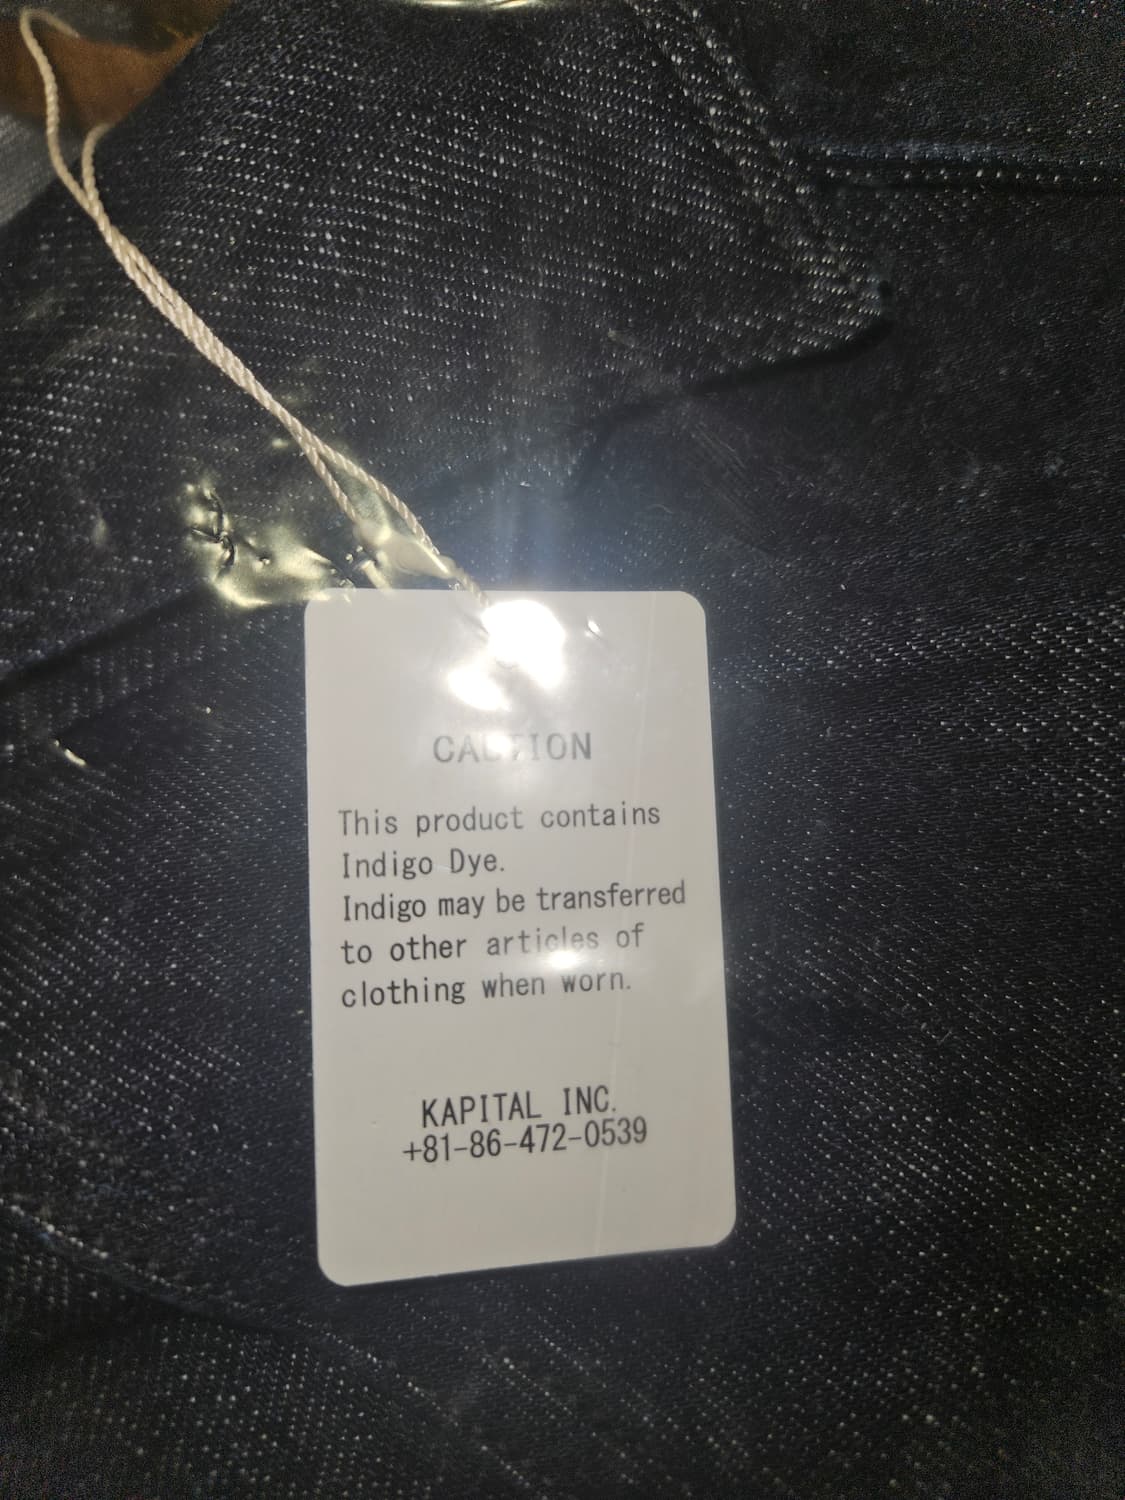 CAUTION
This product contains
Indigo Dye.
Indigo may be transferred
to other articles of
clothing when worn.
KAPITAL INC.
+81-86-472-0539